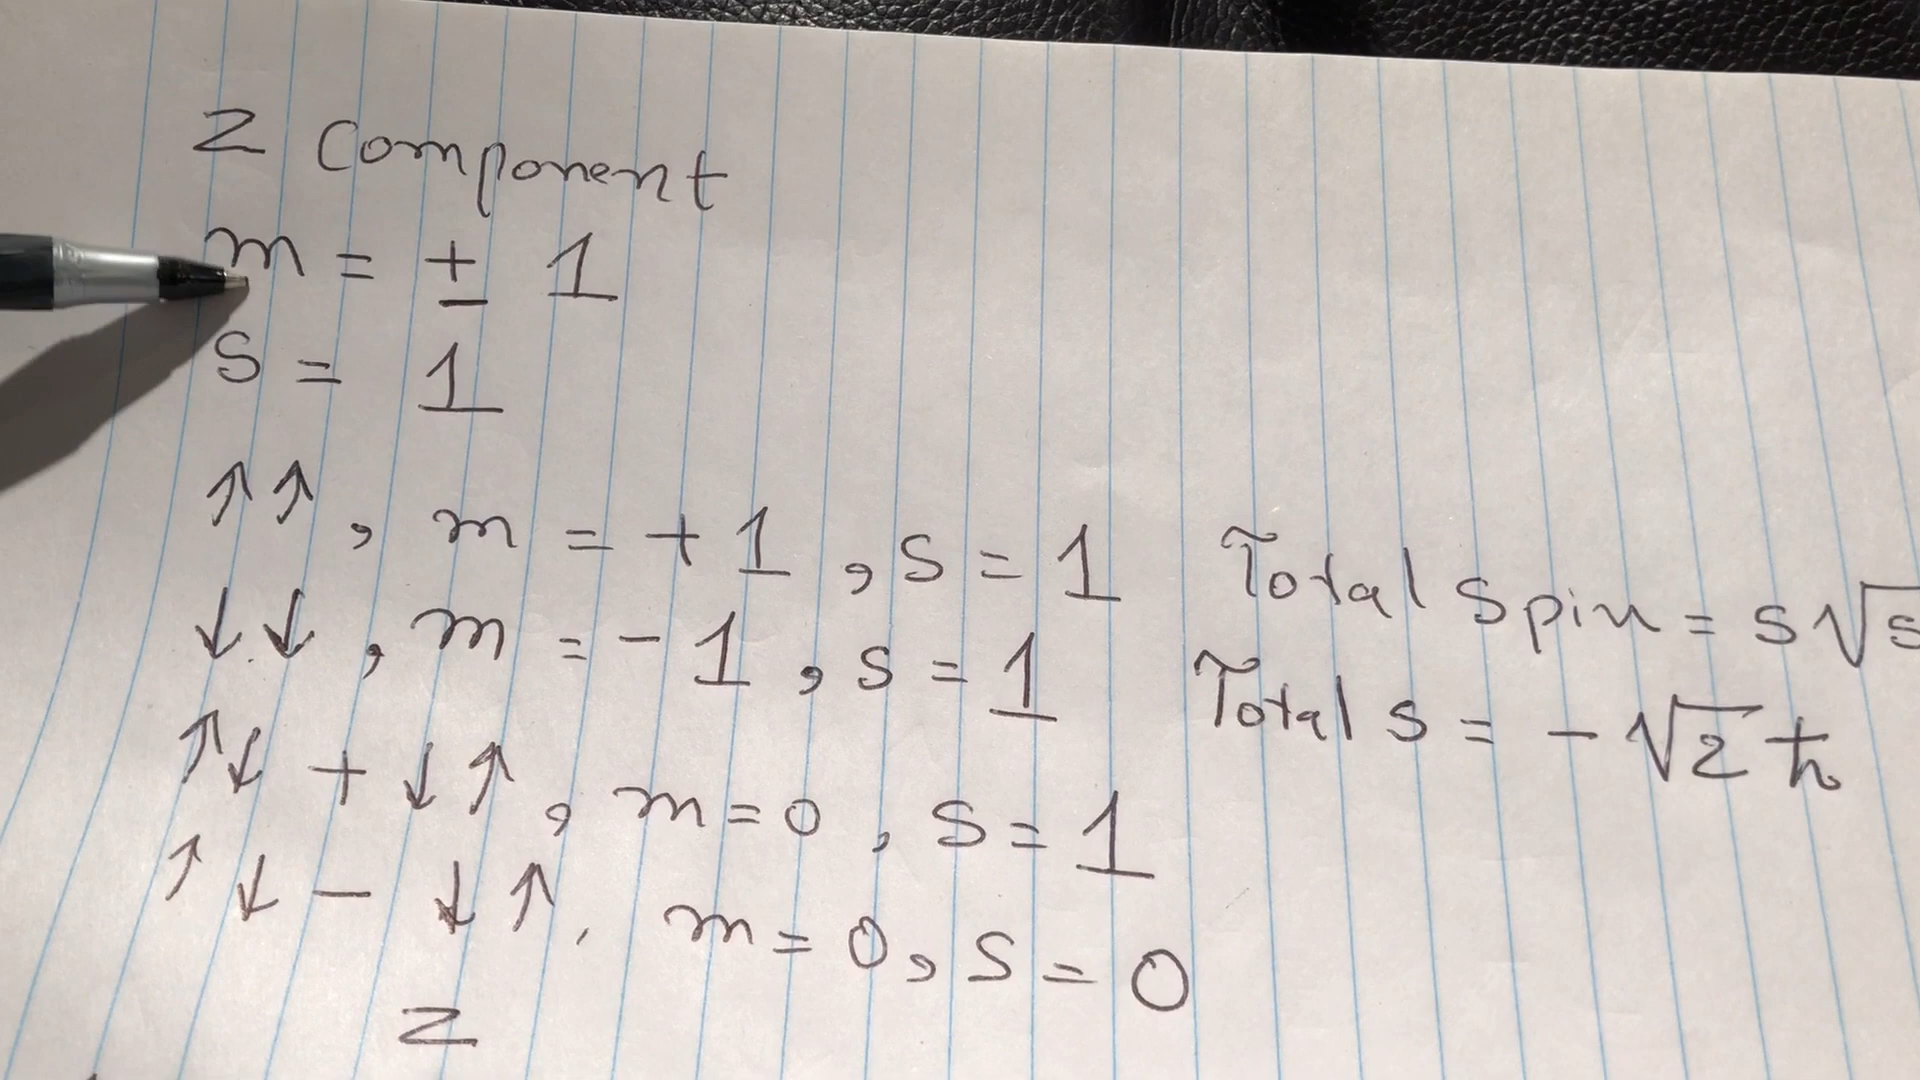 Z Component
m = ± 1
S = 1
↑↑, m = +1, s = 1 Total spin = s√s
↓↓, m = -1, s = 1 Total s = -√2 ħ
↑↓ + ↓↑, m=0, s=1
↑↓ - ↓↑, m=0, s=0
Z